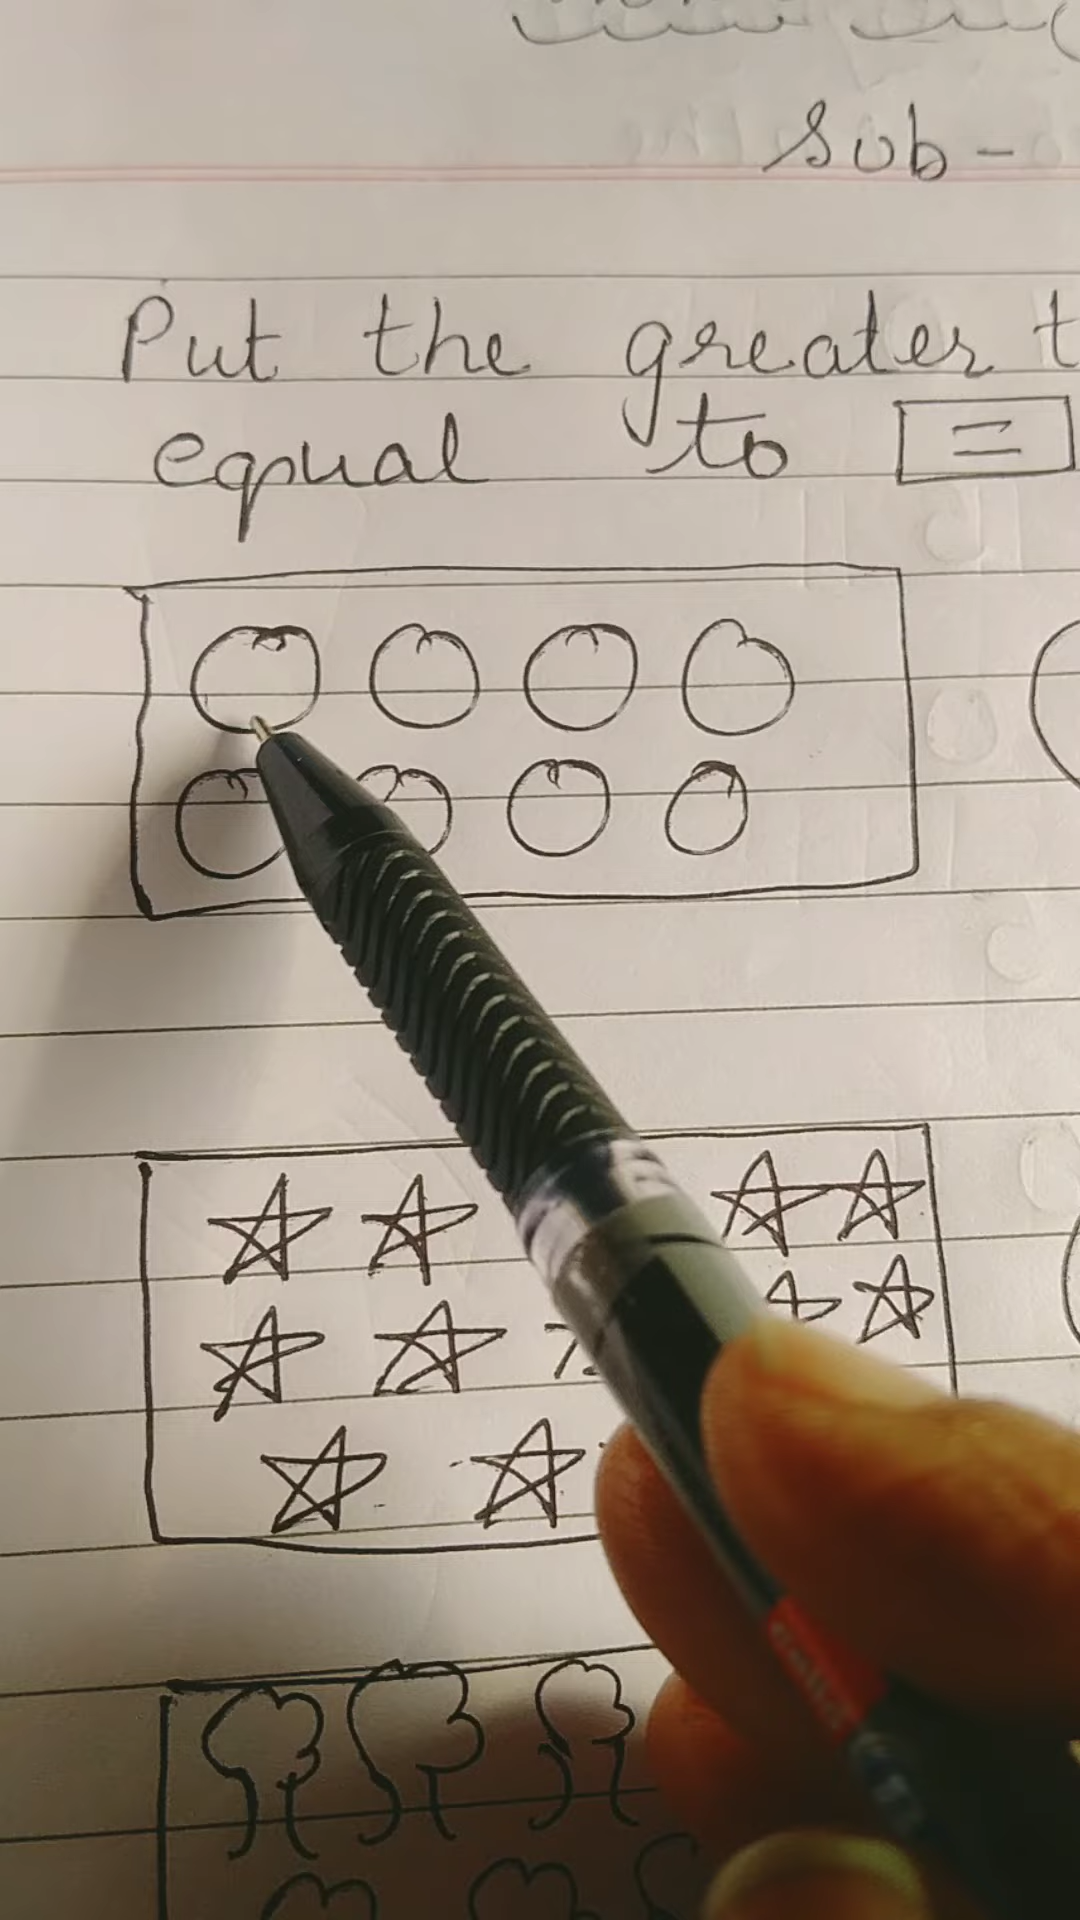 sub-
Put the greater t
equal to =